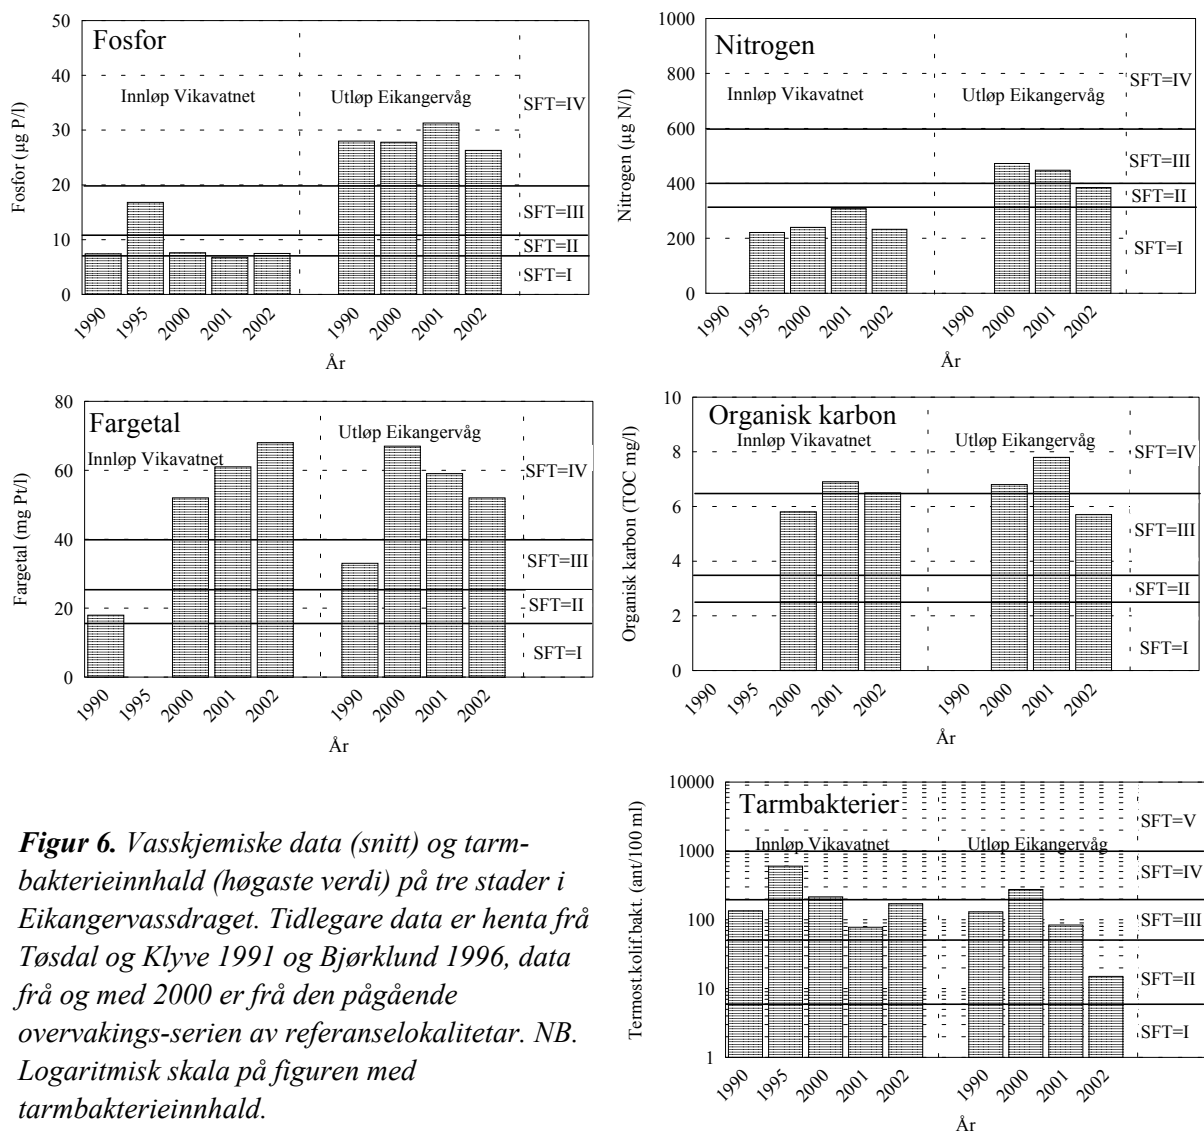 Fosfor
Fosfor (µg P/l)
50
40
30
20
10
0
Innløp Vikavatnet
Utløp Eikangervåg
SFT=IV
SFT=III
SFT=II
SFT=I
1990 1995 2000 2001 2002 1990 2000 2001 2002
År
Nitrogen
Nitrogen (µg N/l)
1000
800
600
400
200
0
Innløp Vikavatnet
Utløp Eikangervåg
SFT=IV
SFT=III
SFT=II
SFT=I
1990 1995 2000 2001 2002 1990 2000 2001 2002
År
Fargetal
Fargetal (mg Pt/l)
80
60
40
20
0
Innløp Vikavatnet
Utløp Eikangervåg
SFT=IV
SFT=III
SFT=II
SFT=I
1990 1995 2000 2001 2002 1990 2000 2001 2002
År
Organisk karbon
Organisk karbon (TOC mg/l)
10
8
6
4
2
0
Innløp Vikavatnet
Utløp Eikangervåg
SFT=IV
SFT=III
SFT=II
SFT=I
1990 1995 2000 2001 2002 1990 2000 2001 2002
År
Figur 6. Vasskjemiske data (snitt) og tarm-
bakterieinnhald (høgaste verdi) på tre stader i
Eikangervassdraget. Tidlegare data er henta frå
Tøsdal og Klyve 1991 og Bjørklund 1996, data
frå og med 2000 er frå den pågående
overvakings-serien av referanselokalitetar. NB.
Logaritmisk skala på figuren med
tarmbakterieinnhald.
Tarmbakterier
Termost.kolif.bakt. (ant/100 ml)
10000
1000
100
10
1
Innløp Vikavatnet
Utløp Eikangervåg
SFT=V
SFT=IV
SFT=III
SFT=II
SFT=I
1990 1995 2000 2001 2002 1990 2000 2001 2002
År